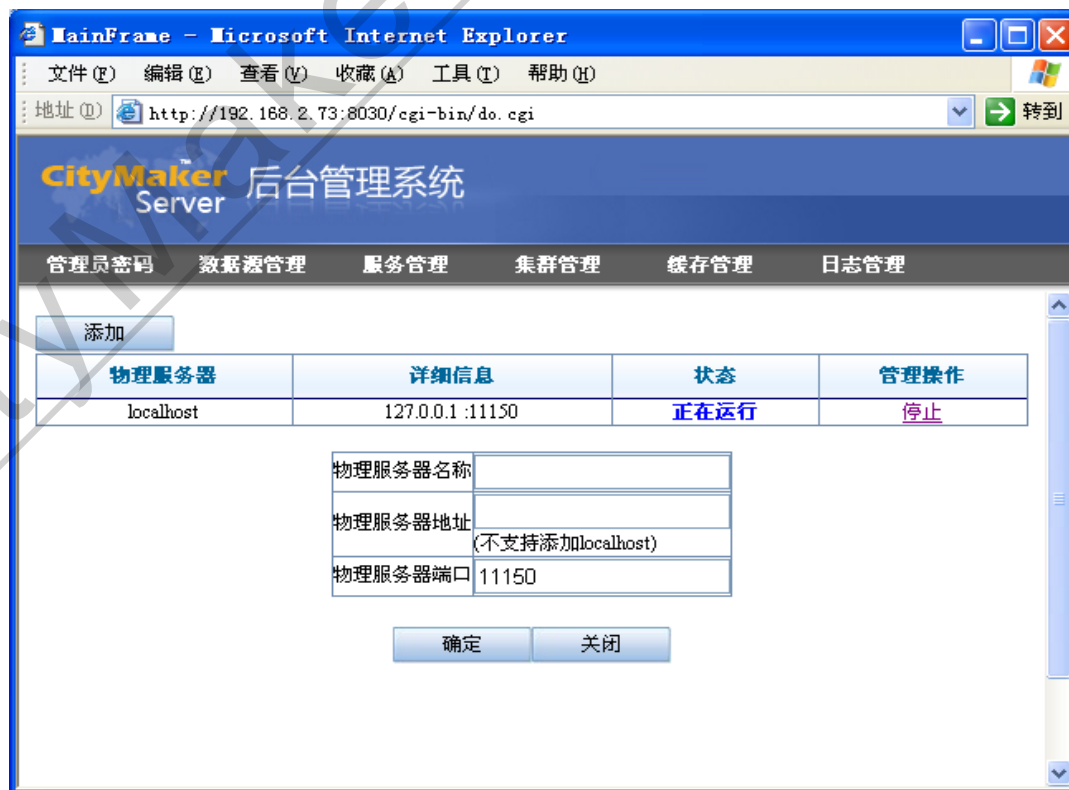 MainFrame - Microsoft Internet Explorer
文件(F) 编辑(E) 查看(V) 收藏(A) 工具(T) 帮助(H)
地址(D) http://192.168.2.73:8030/cgi-bin/do.cgi 转到
CityMaker™ Server 后台管理系统
管理员密码 数据源管理 服务管理 集群管理 缓存管理 日志管理
添加
物理服务器 详细信息 状态 管理操作
localhost 127.0.0.1 :11150 正在运行 停止
物理服务器名称
物理服务器地址
(不支持添加localhost)
物理服务器端口 11150
确定 关闭